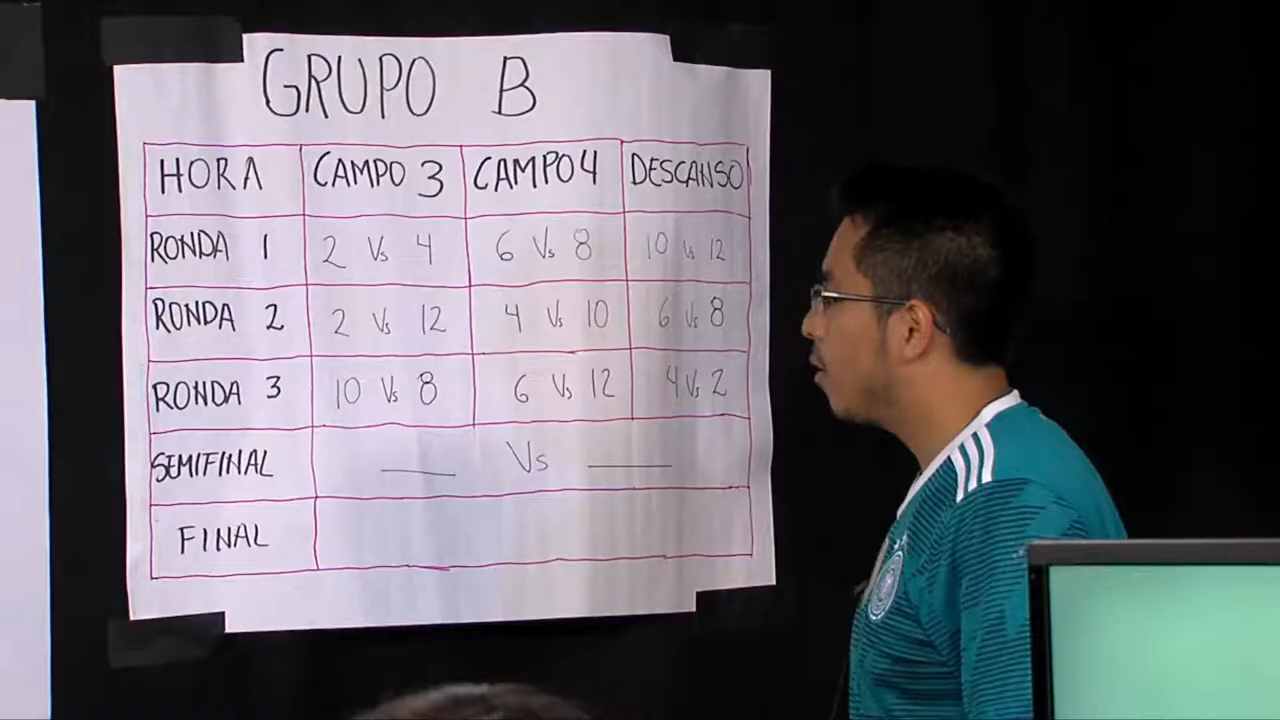 GRUPO B
HORA CAMPO 3 CAMPO 4 DESCANSO
RONDA 1 2 Vs 4 6 Vs 8 10 Vs 12
RONDA 2 2 Vs 12 4 Vs 10 6 Vs 8
RONDA 3 10 Vs 8 6 Vs 12 4 Vs 2
SEMIFINAL ____ Vs ____
FINAL